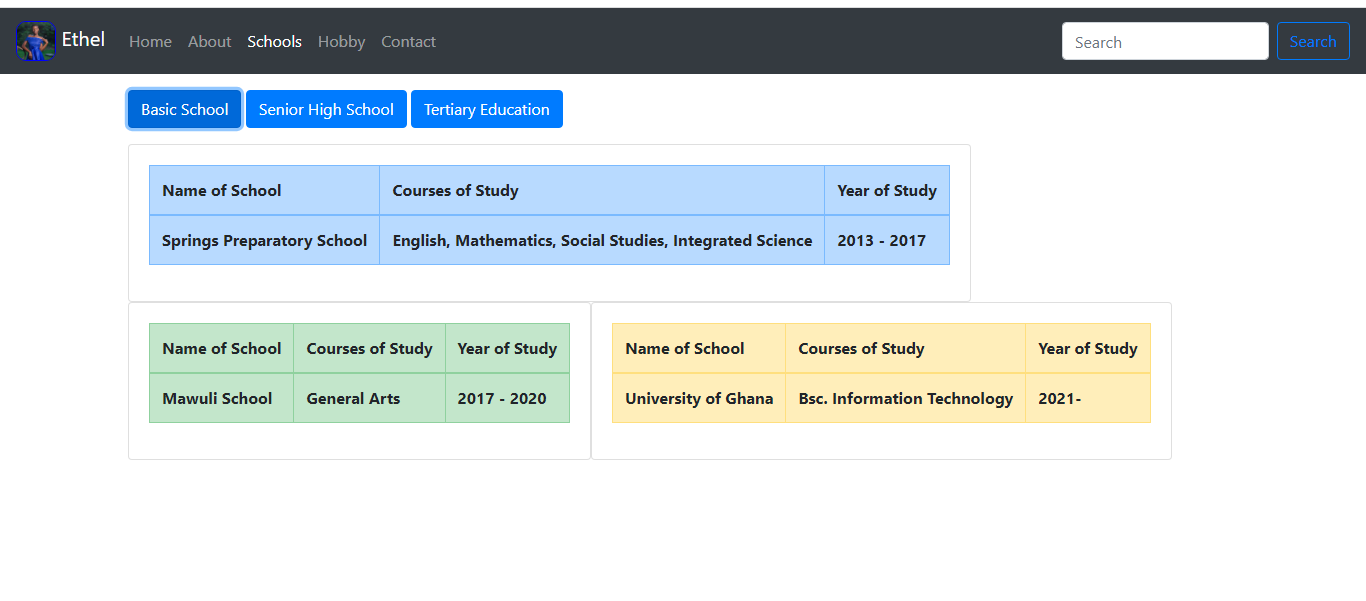 Ethel Home About Schools Hobby Contact Search Search
Basic School Senior High School Tertiary Education
Name of School Courses of Study Year of Study
Springs Preparatory School English, Mathematics, Social Studies, Integrated Science 2013 - 2017
Name of School Courses of Study Year of Study
Mawuli School General Arts 2017 - 2020
Name of School Courses of Study Year of Study
University of Ghana Bsc. Information Technology 2021-